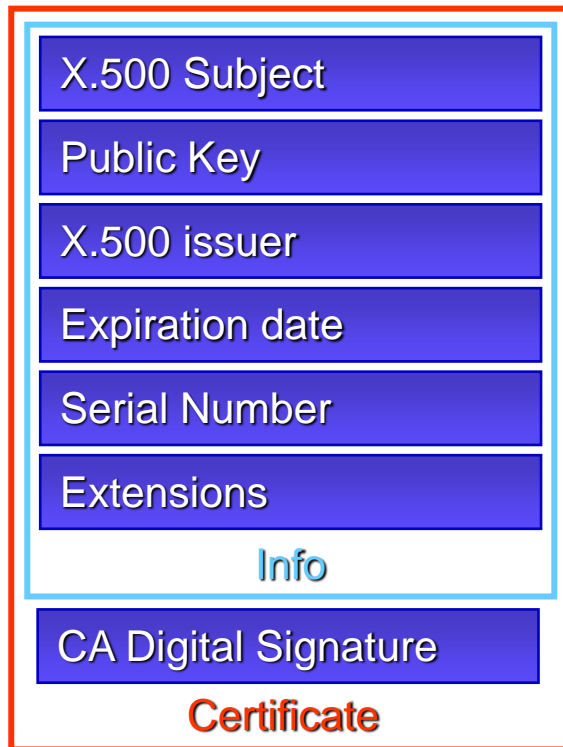 X.500 Subject
Public Key
X.500 issuer
Expiration date
Serial Number
Extensions
Info
CA Digital Signature
Certificate